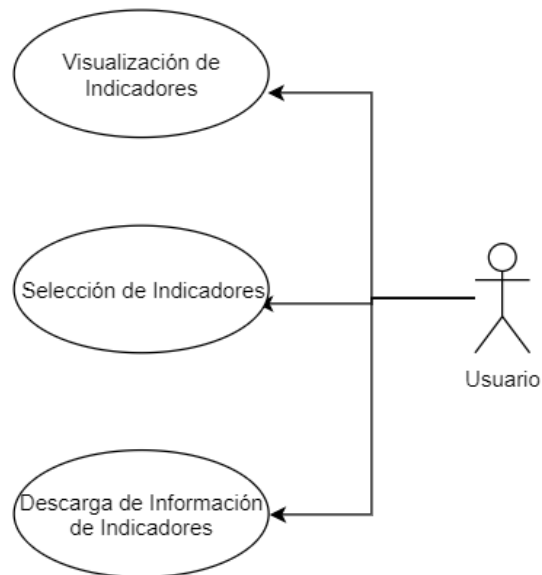 Visualización de
Indicadores
Selección de Indicadores
Usuario
Descarga de Información
de Indicadores